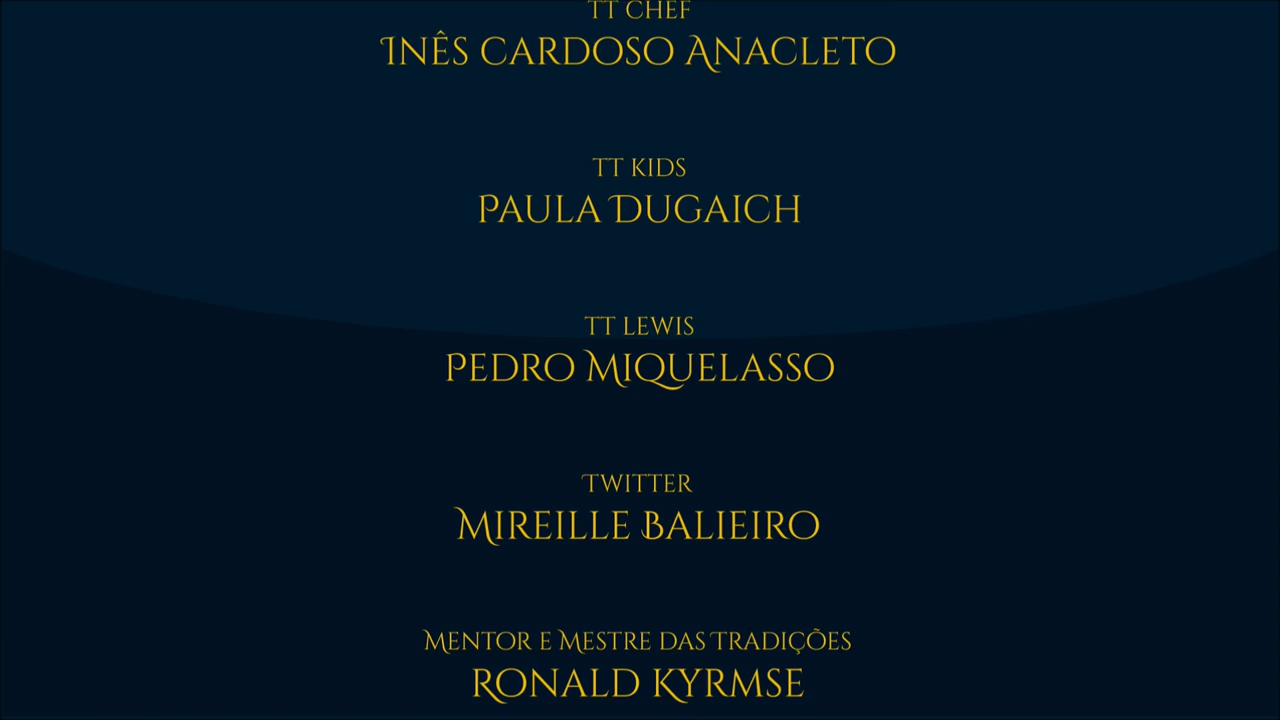 TT Chef
Inês Cardoso Anacleto
TT Kids
Paula Dugaich
TT Lewis
Pedro Miquelasso
Twitter
Mireille Balieiro
Mentor e Mestre das Tradições
Ronald Kyrmse